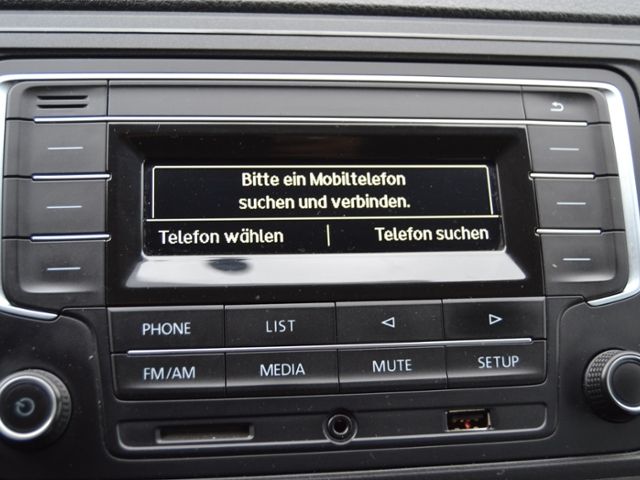 Bitte ein Mobiltelefon
suchen und verbinden.
Telefon wählen | Telefon suchen
PHONE LIST
FM/AM MEDIA MUTE SETUP